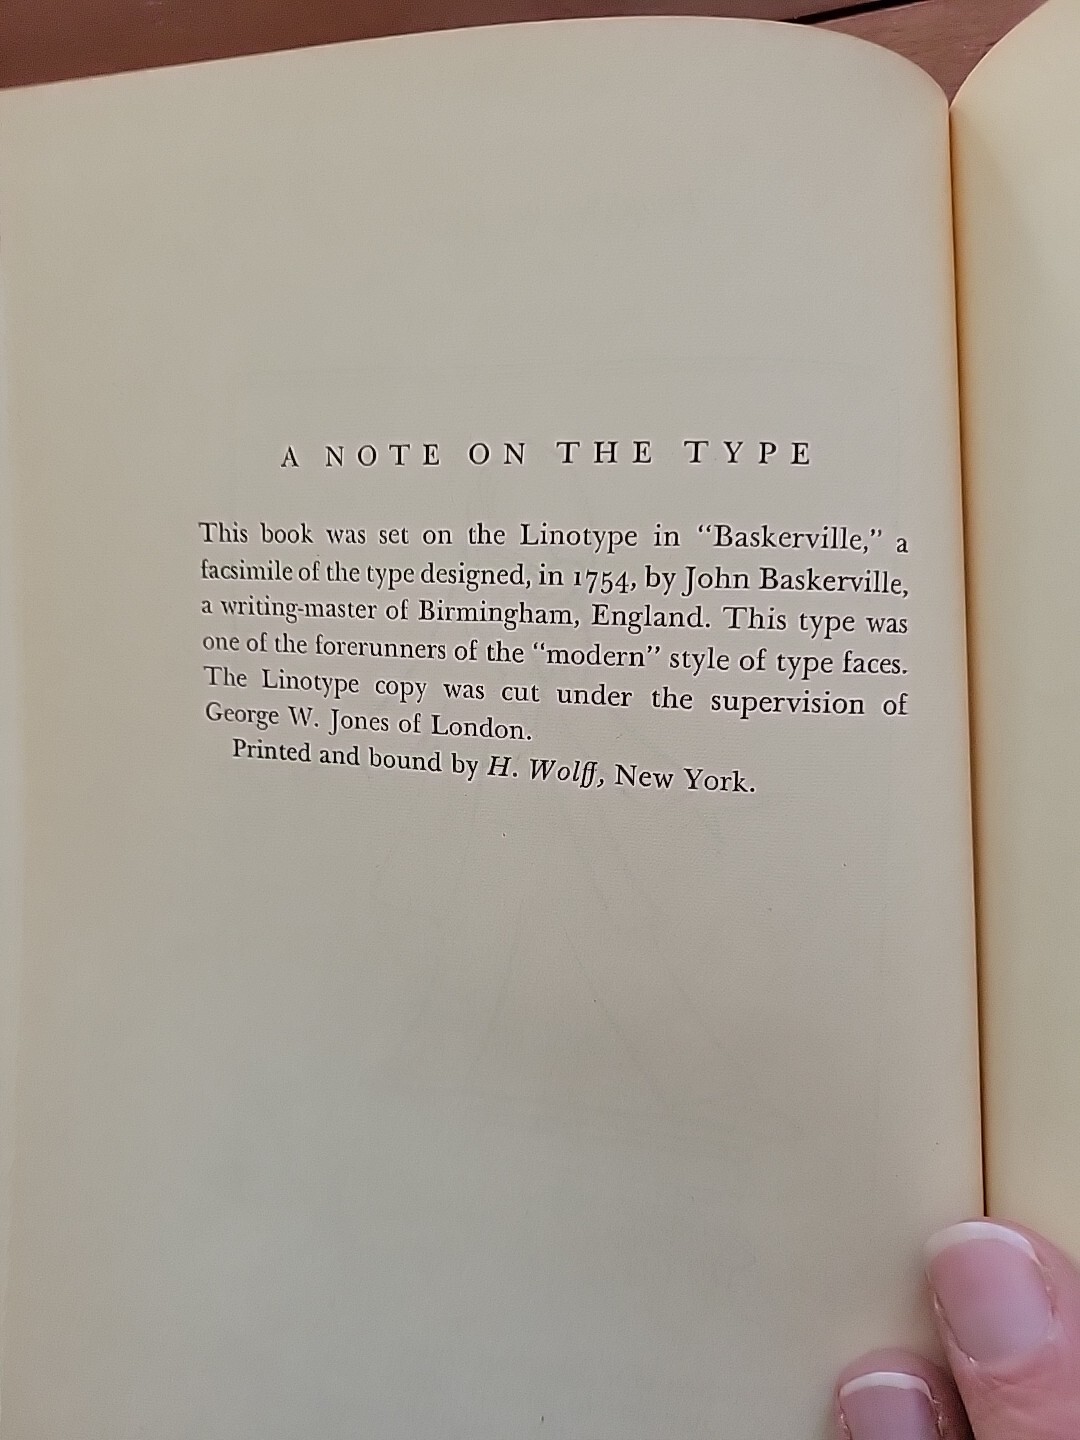 A NOTE ON THE TYPE
This book was set on the Linotype in “Baskerville,” a
facsimile of the type designed, in 1754, by John Baskerville,
a writing-master of Birmingham, England. This type was
one of the forerunners of the “modern” style of type faces.
The Linotype copy was cut under the supervision of
George W. Jones of London.
Printed and bound by H. Wolff, New York.